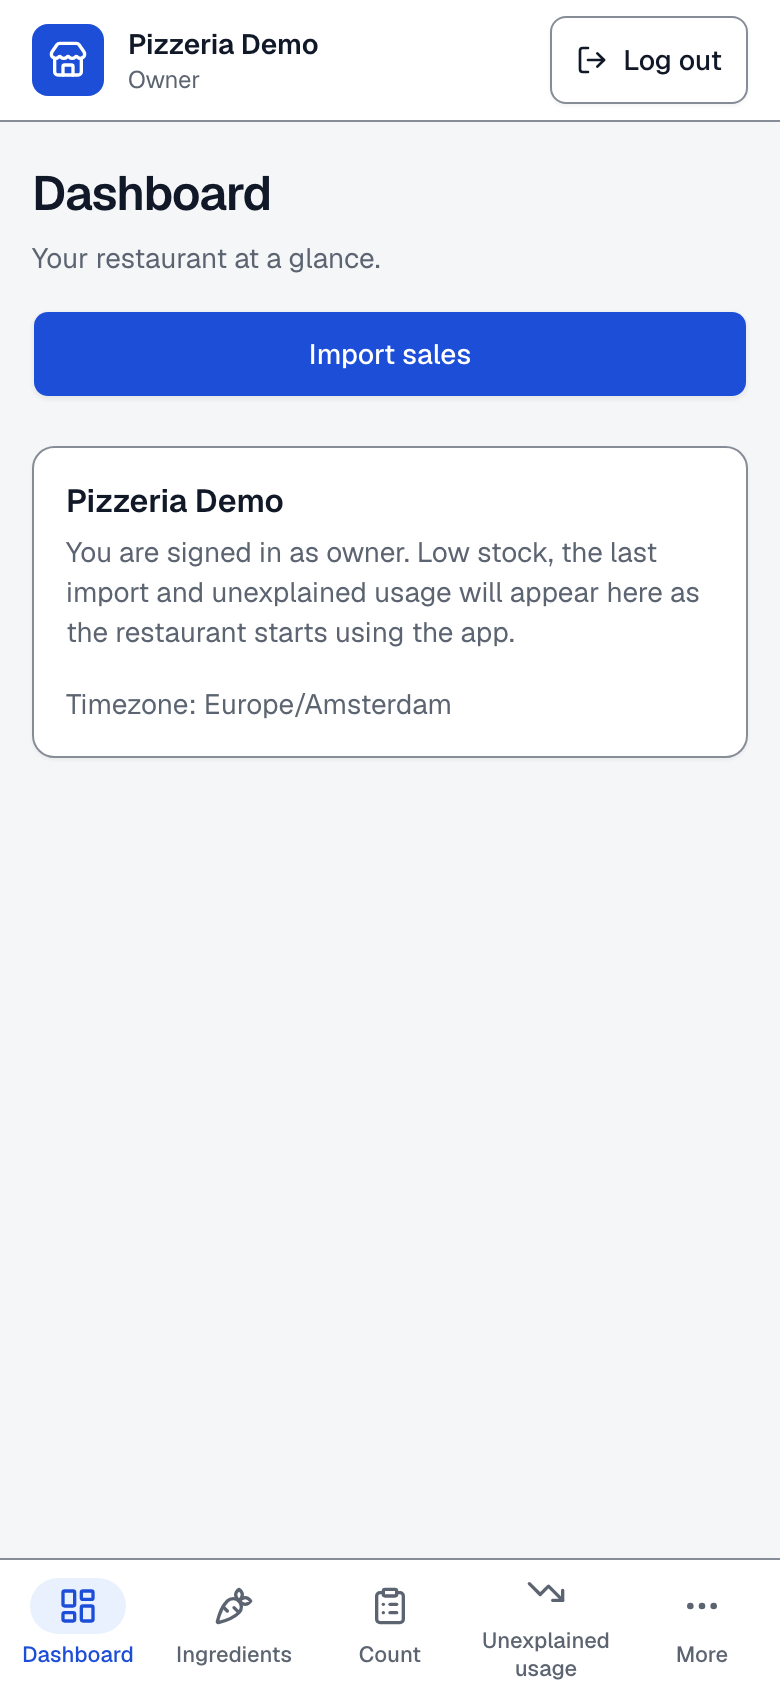 Pizzeria Demo
Owner
Log out
Dashboard
Your restaurant at a glance.
Import sales
Pizzeria Demo
You are signed in as owner. Low stock, the last
import and unexplained usage will appear here as
the restaurant starts using the app.
Timezone: Europe/Amsterdam
Dashboard
Ingredients
Count
Unexplained
usage
More